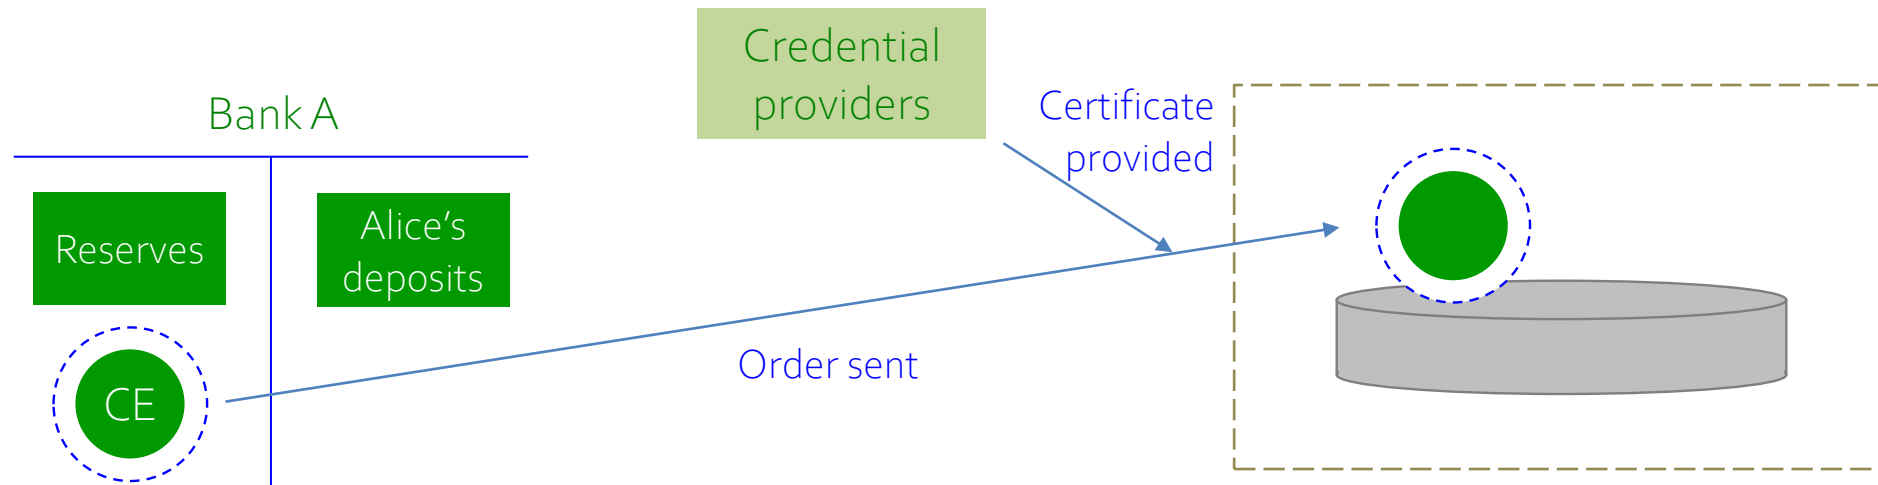 Credential
providers
Bank A
Certificate
provided
Reserves
Alice’s
deposits
Order sent
CE